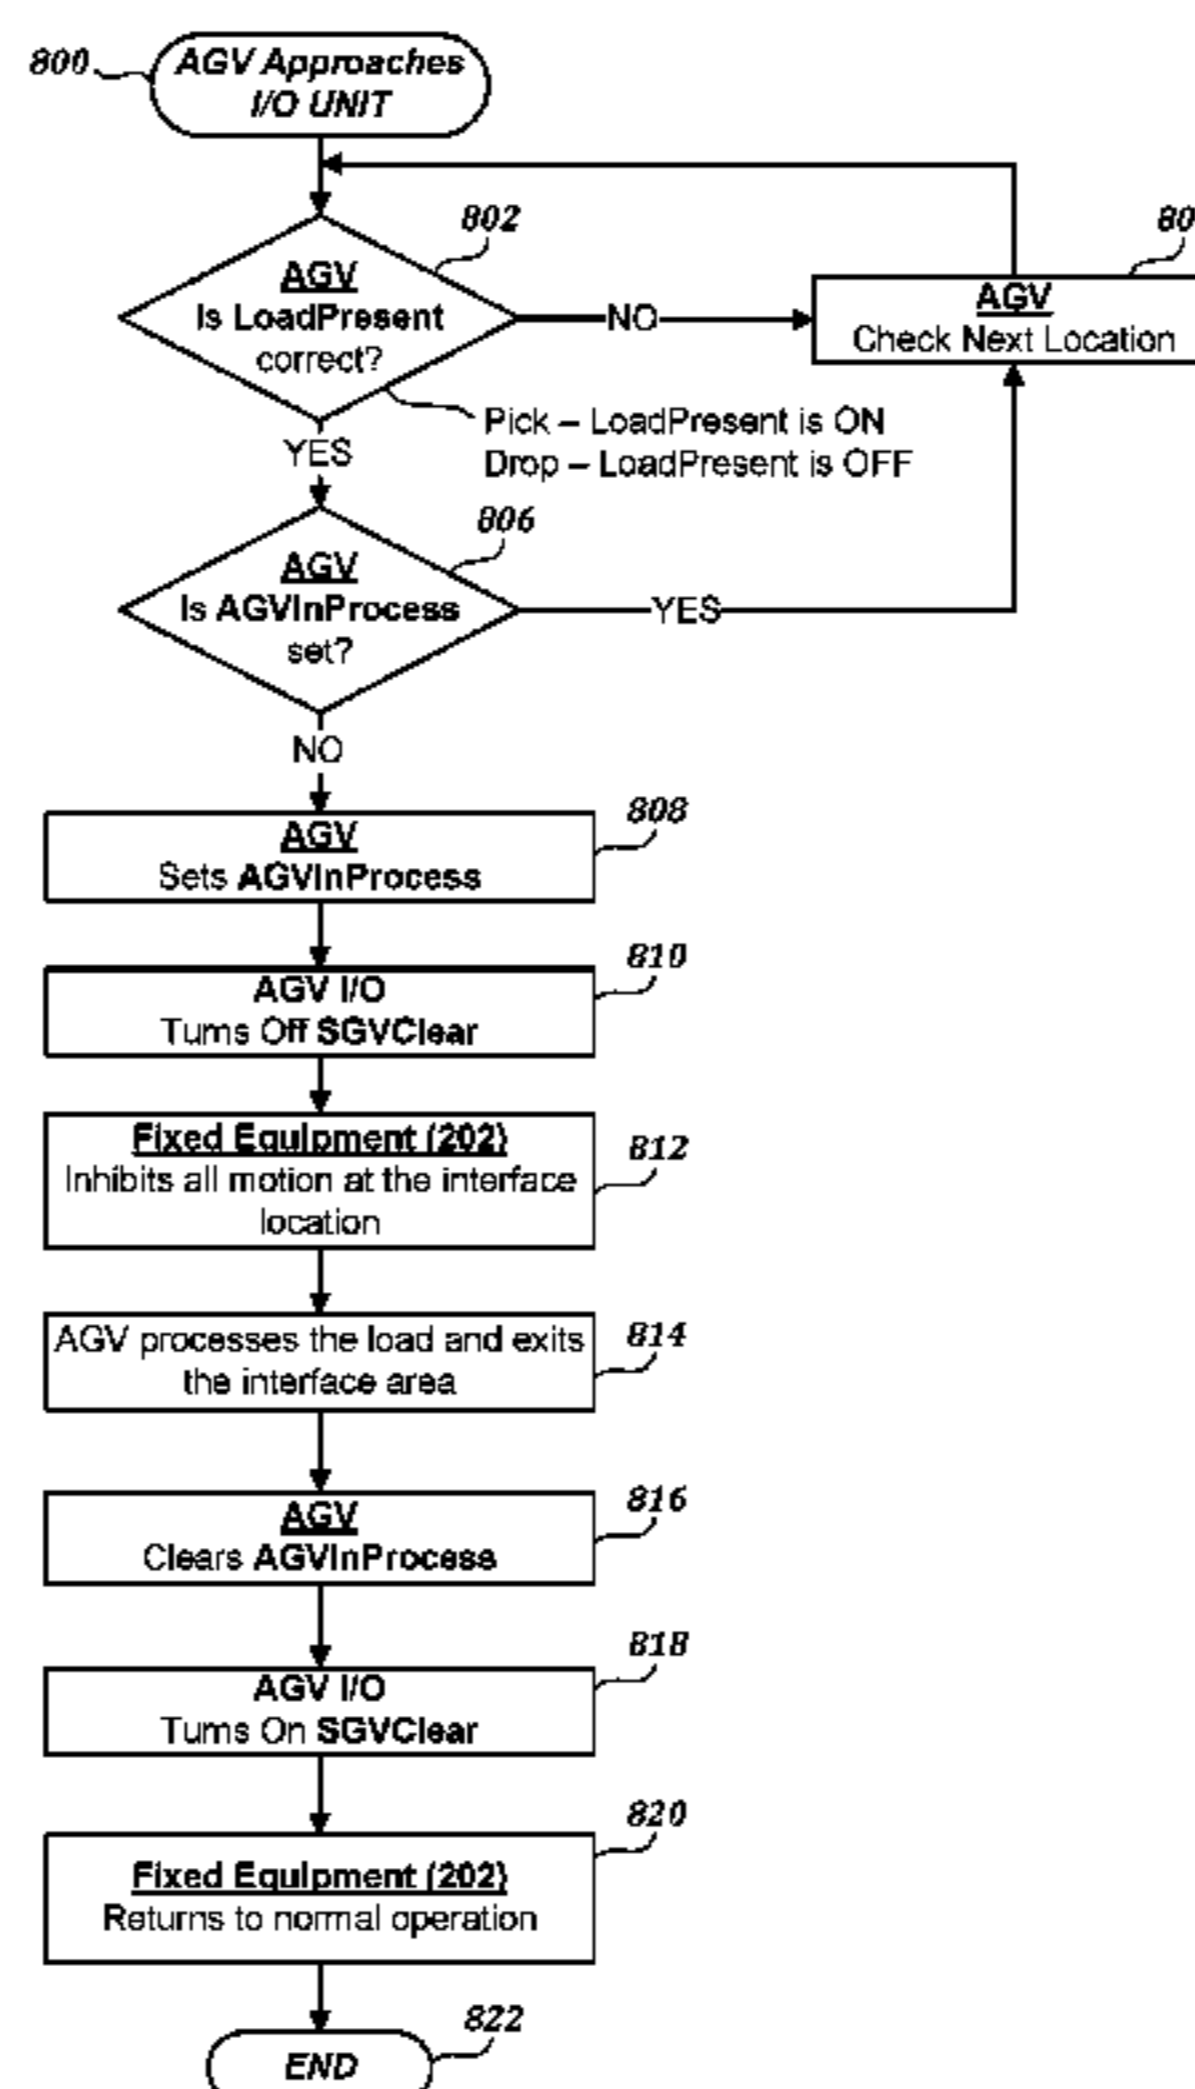 800
AGV Approaches
I/O UNIT
802
80
AGV
Is LoadPresent
correct?
NO
AGV
Check Next Location
Pick – LoadPresent is ON
Drop – LoadPresent is OFF
YES
806
AGV
Is AGVInProcess
set?
YES
NO
808
AGV
Sets AGVInProcess
810
AGV I/O
Turns Off SGVClear
812
Fixed Equipment (202)
Inhibits all motion at the interface
location
814
AGV processes the load and exits
the interface area
816
AGV
Clears AGVInProcess
818
AGV I/O
Turns On SGVClear
820
Fixed Equipment (202)
Returns to normal operation
822
END